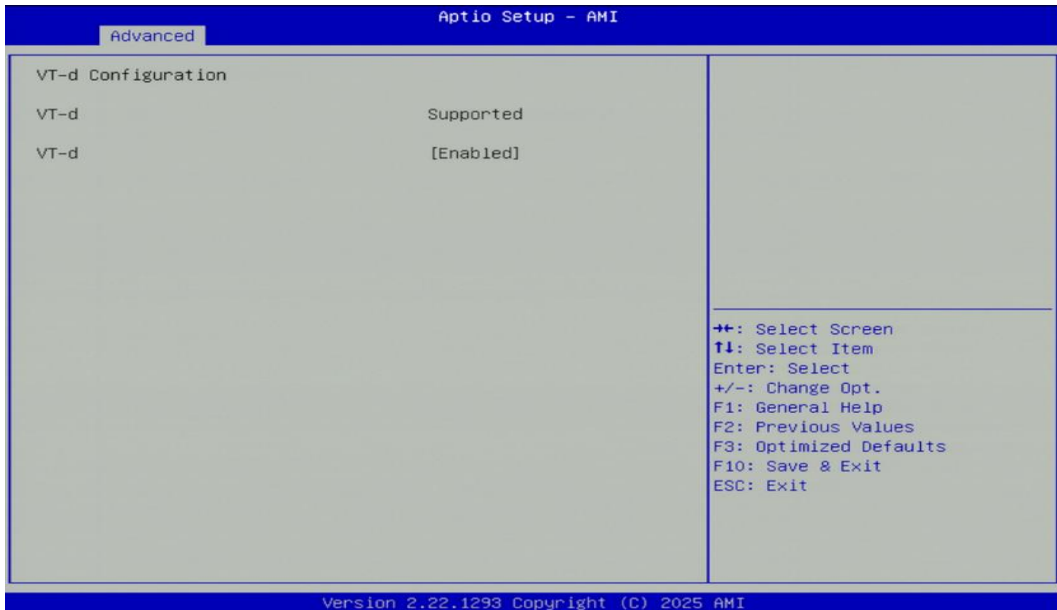 Aptio Setup - AMI
Advanced
VT-d Configuration
VT-d Supported
VT-d [Enabled]
→←: Select Screen
↑↓: Select Item
Enter: Select
+/-: Change Opt.
F1: General Help
F2: Previous Values
F3: Optimized Defaults
F10: Save & Exit
ESC: Exit
Version 2.22.1293 Copyright (C) 2025 AMI